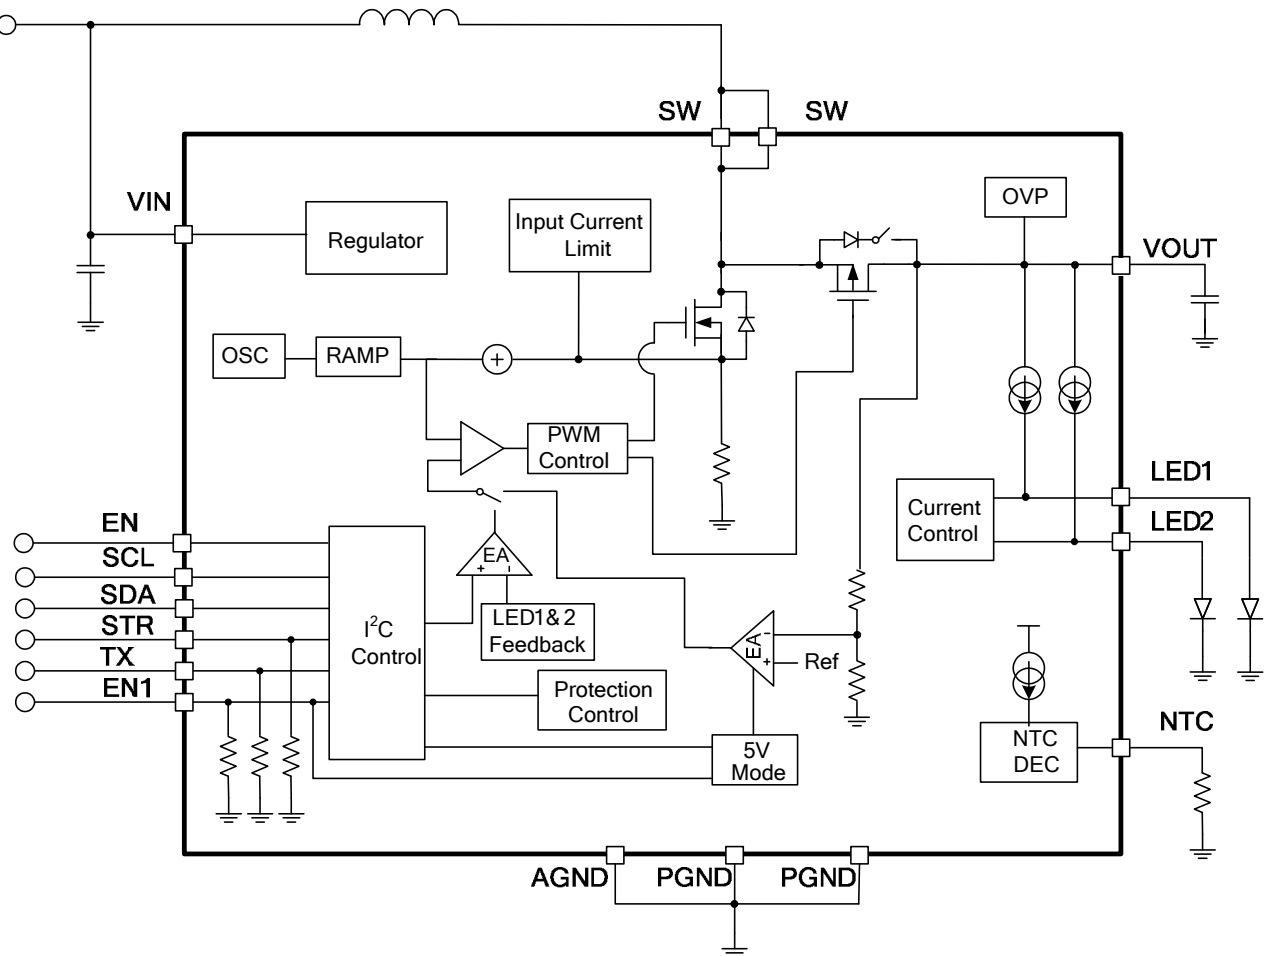 SW SW
VIN
OVP
Input Current
Limit
Regulator
VOUT
OSC
RAMP
+
PWM
Control
LED1
Current
Control
LED2
EN
SCL
EA
+ -
SDA
LED1& 2
Feedback
STR
I2C
Control
EA
-
+
Ref
TX
EN1
Protection
Control
NTC
5V
Mode
NTC
DEC
AGND PGND PGND